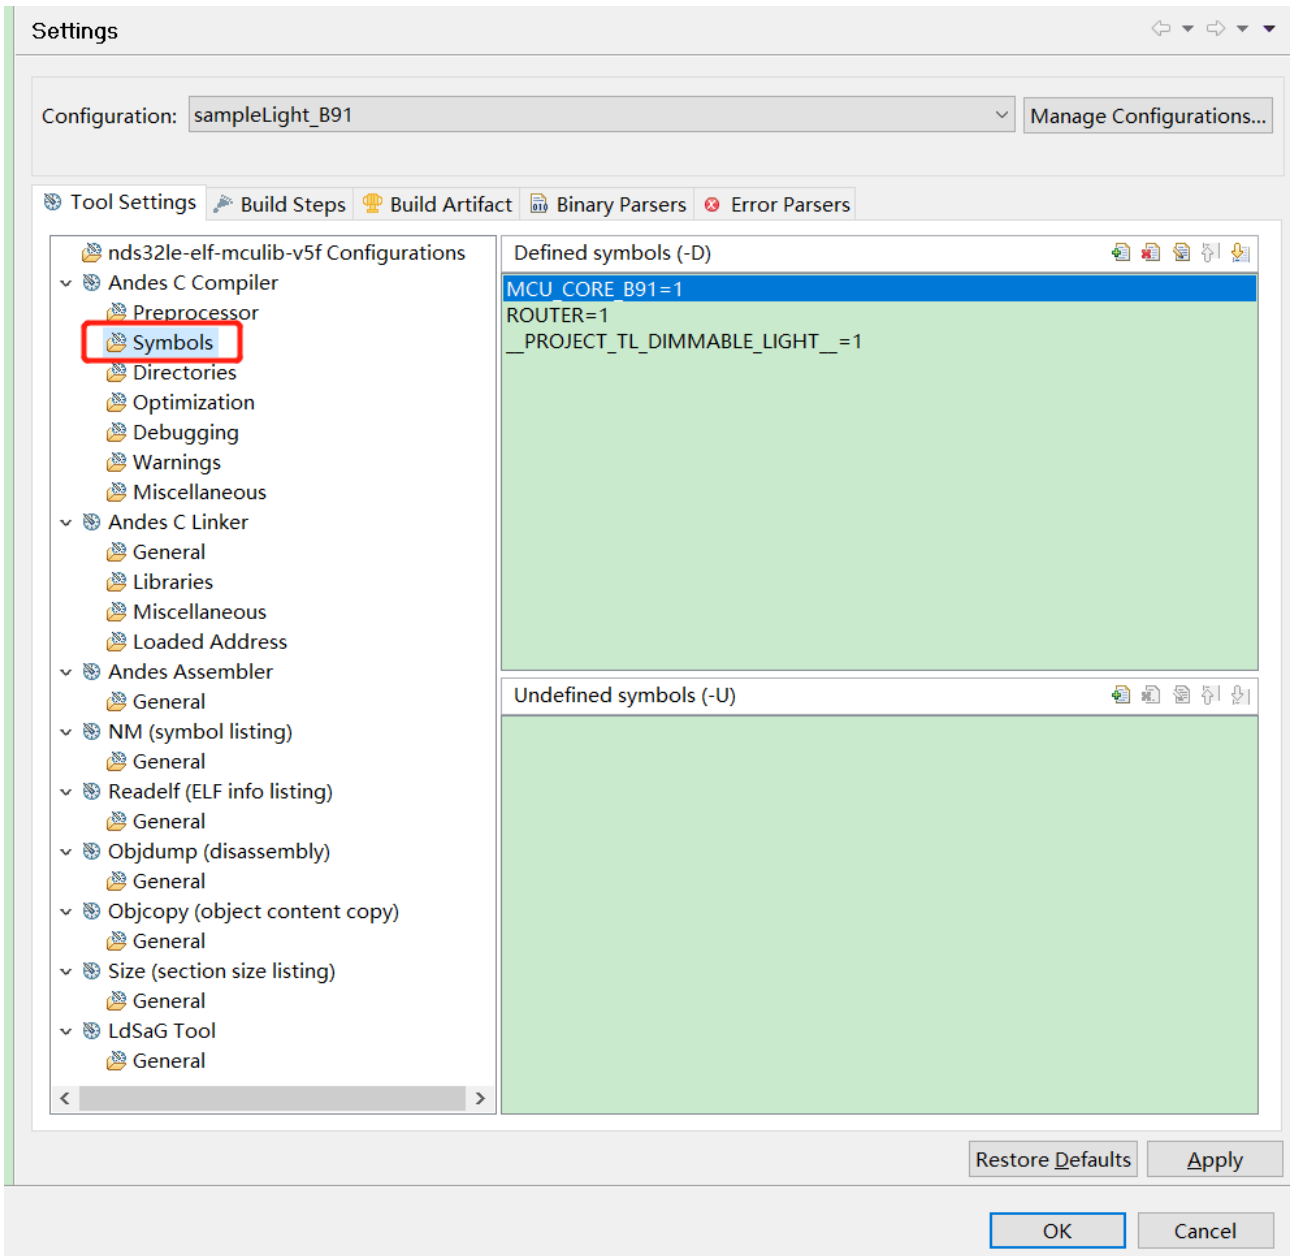 Settings
Configuration: sampleLight_B91 Manage Configurations...
Tool Settings Build Steps Build Artifact Binary Parsers Error Parsers
nds32le-elf-mculib-v5f Configurations
Andes C Compiler
Preprocessor
Symbols
Directories
Optimization
Debugging
Warnings
Miscellaneous
Andes C Linker
General
Libraries
Miscellaneous
Loaded Address
Andes Assembler
General
NM (symbol listing)
General
Readelf (ELF info listing)
General
Objdump (disassembly)
General
Objcopy (object content copy)
General
Size (section size listing)
General
LdSaG Tool
General
Defined symbols (-D)
MCU_CORE_B91=1
ROUTER=1
__PROJECT_TL_DIMMABLE_LIGHT__=1
Undefined symbols (-U)
Restore Defaults Apply
OK Cancel